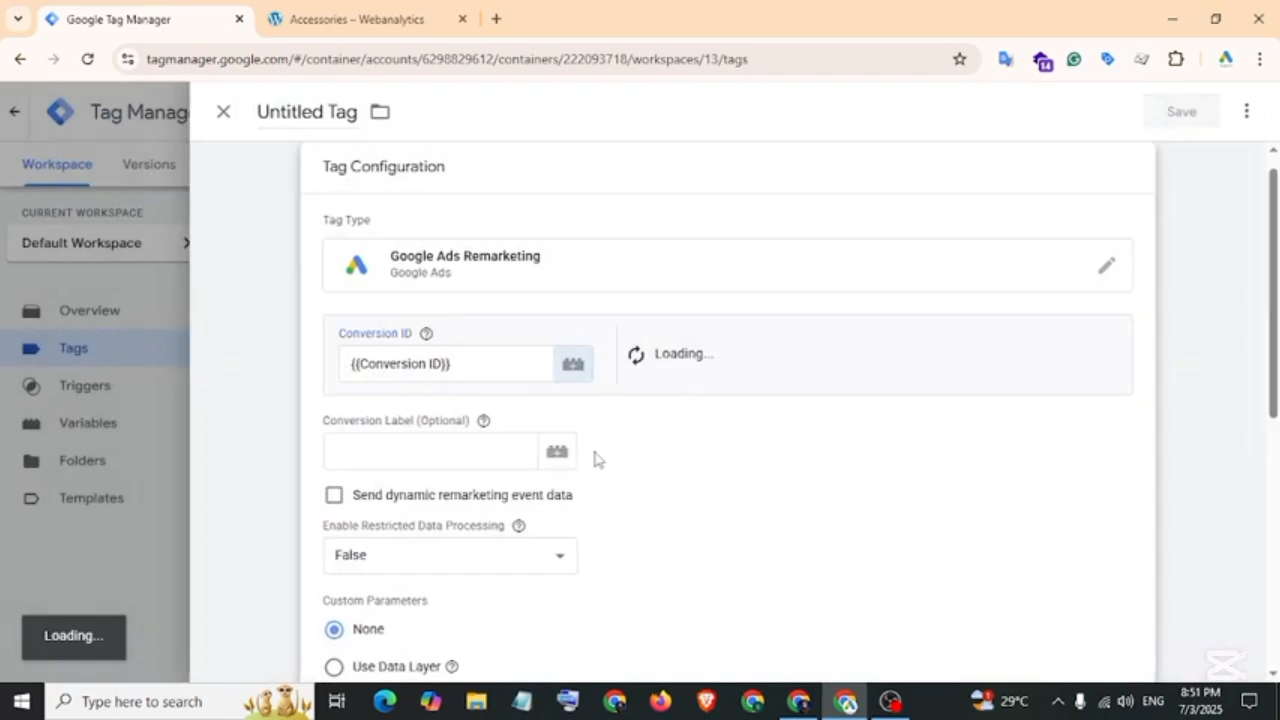 Google Tag Manager
Accessories – Webanalytics
tagmanager.google.com/#/container/accounts/6298829612/containers/222093718/workspaces/13/tags
14
Tag Manag
Untitled Tag
Save
Workspace
Versions
CURRENT WORKSPACE
Default Workspace
Overview
Tags
Triggers
Variables
Folders
Templates
Loading...
Tag Configuration
Tag Type
Google Ads Remarketing
Google Ads
Conversion ID
{{Conversion ID}}
Loading...
Conversion Label (Optional)
Send dynamic remarketing event data
Enable Restricted Data Processing
False
Custom Parameters
None
Use Data Layer
Type here to search
29°C
ENG
8:51 PM
7/3/2025